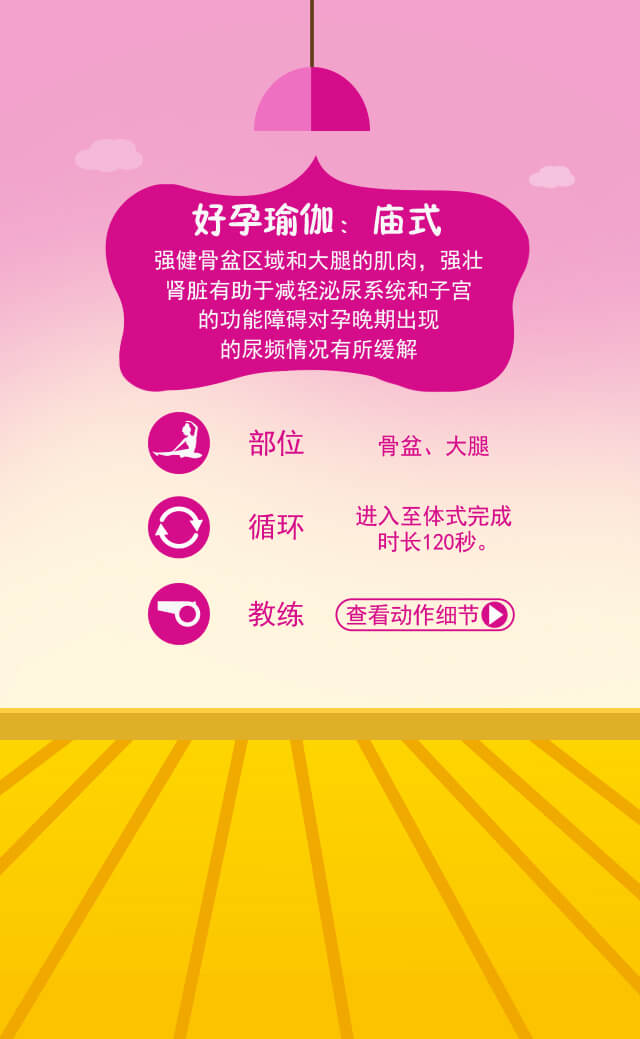 好孕瑜伽：庙式
强健骨盆区域和大腿的肌肉，强壮
肾脏有助于减轻泌尿系统和子宫
的功能障碍对孕晚期出现
的尿频情况有所缓解
部位
骨盆、大腿
循环
进入至体式完成
时长120秒。
教练
查看动作细节